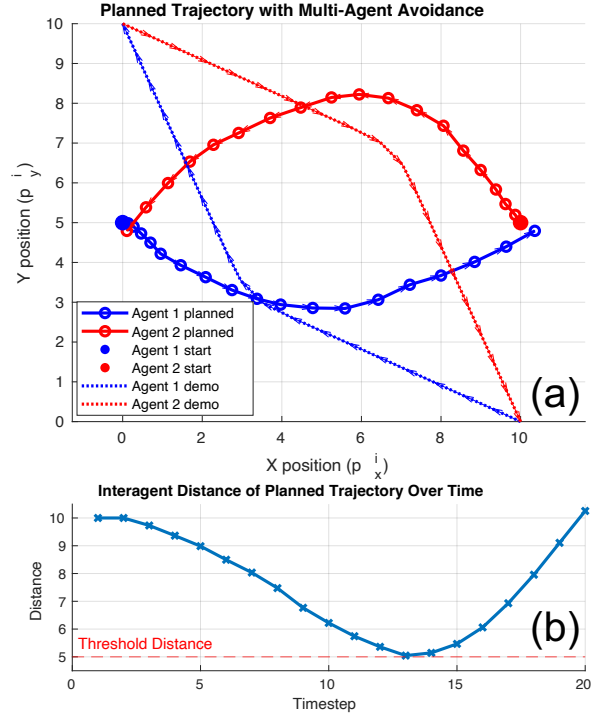 Planned Trajectory with Multi-Agent Avoidance
10
9
8
7
6
5
4
3
2
1
0
Y position (p i y)
Agent 1 planned
Agent 2 planned
Agent 1 start
Agent 2 start
Agent 1 demo
Agent 2 demo
(a)
0 2 4 6 8 10
X position (p i x)
Interagent Distance of Planned Trajectory Over Time
10
9
8
7
6
5
Distance
Threshold Distance
(b)
0 5 10 15 20
Timestep